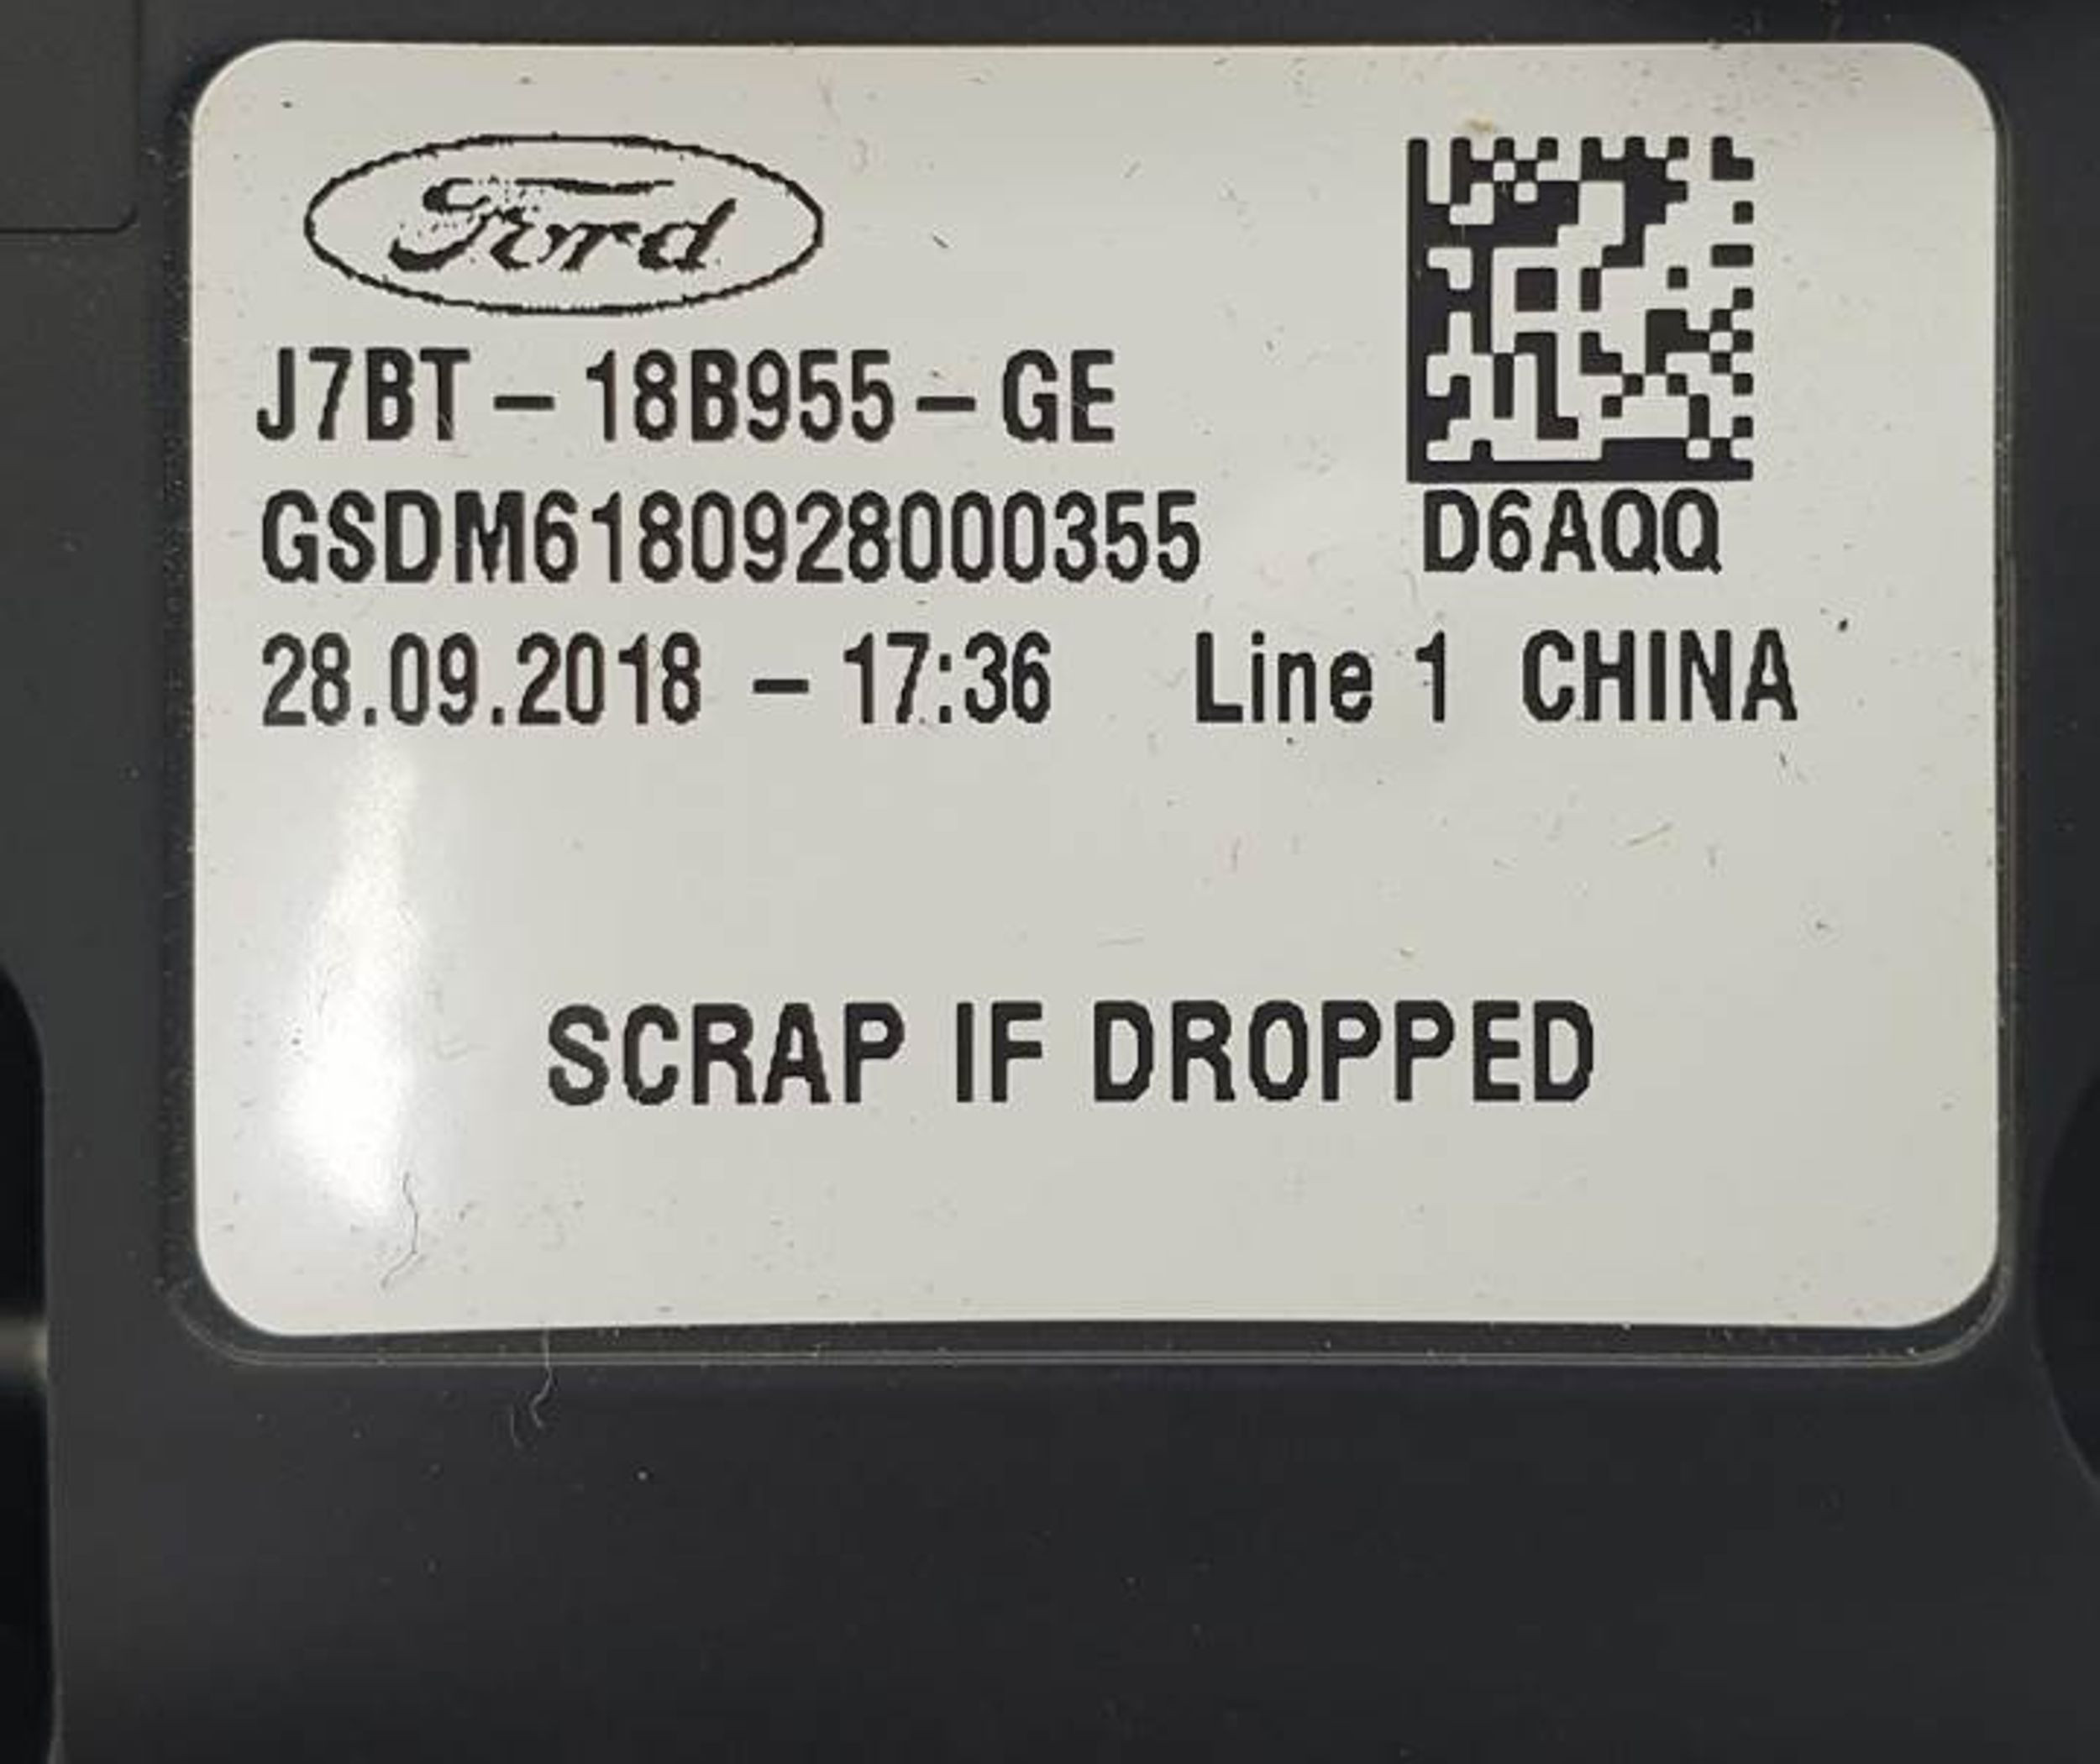 Ford
J7BT - 18B955 - GE
GSDM6180928000355
D6AQQ
28.09.2018 - 17:36 Line 1 CHINA
SCRAP IF DROPPED